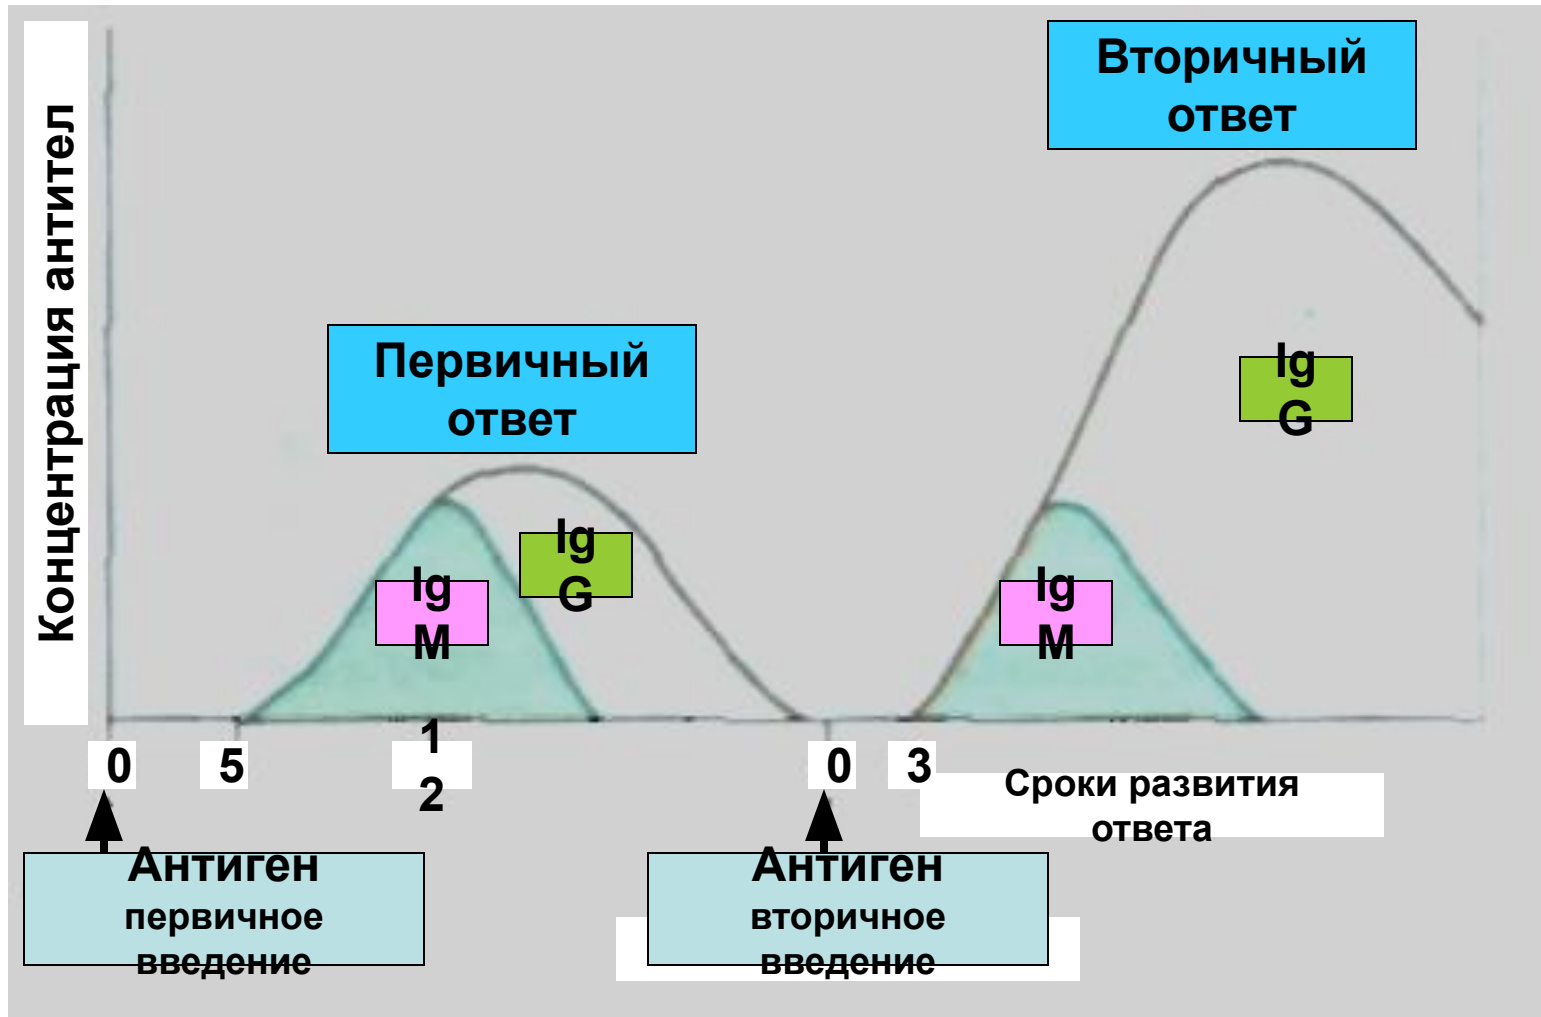 Концентрация антител
Вторичный
ответ
Первичный
ответ
Ig
G
Ig
G
Ig
M
Ig
M
0
5
1
2
0
3
Сроки развития
ответа
Антиген
первичное
введение
Антиген
вторичное
введение